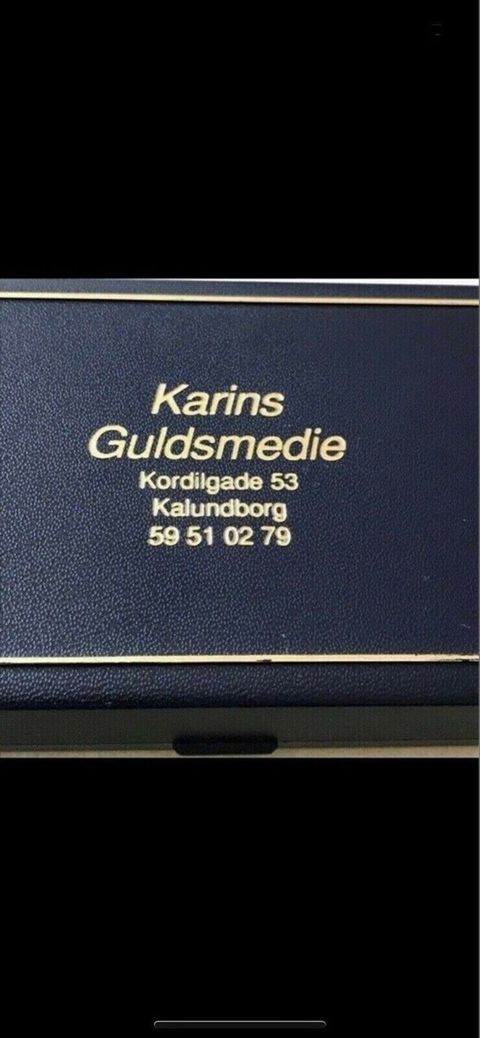 Karins
Guldsmedie
Kordilgade 53
Kalundborg
59 51 02 79